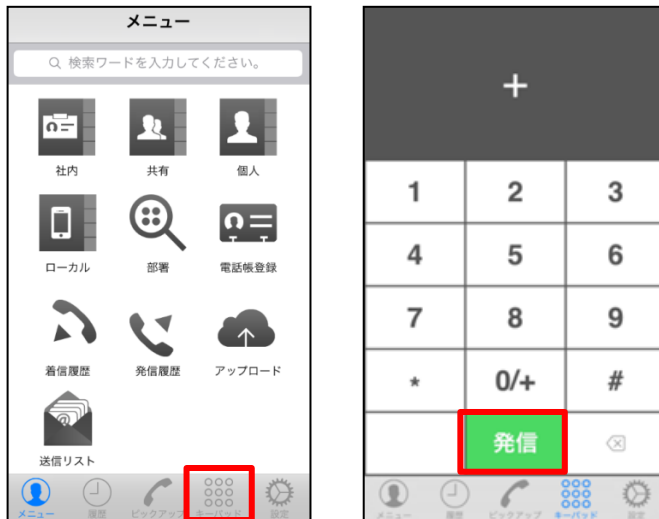 メニュー
検索ワードを入力してください。
社内 共有 個人
ローカル 部署 電話帳登録
着信履歴 発信履歴 アップロード
送信リスト
メニュー 履歴 ピックアップ キーパッド 設定
+
1 2 3
4 5 6
7 8 9
* 0/+ #
発信
メニュー 履歴 ピックアップ キーパッド 設定